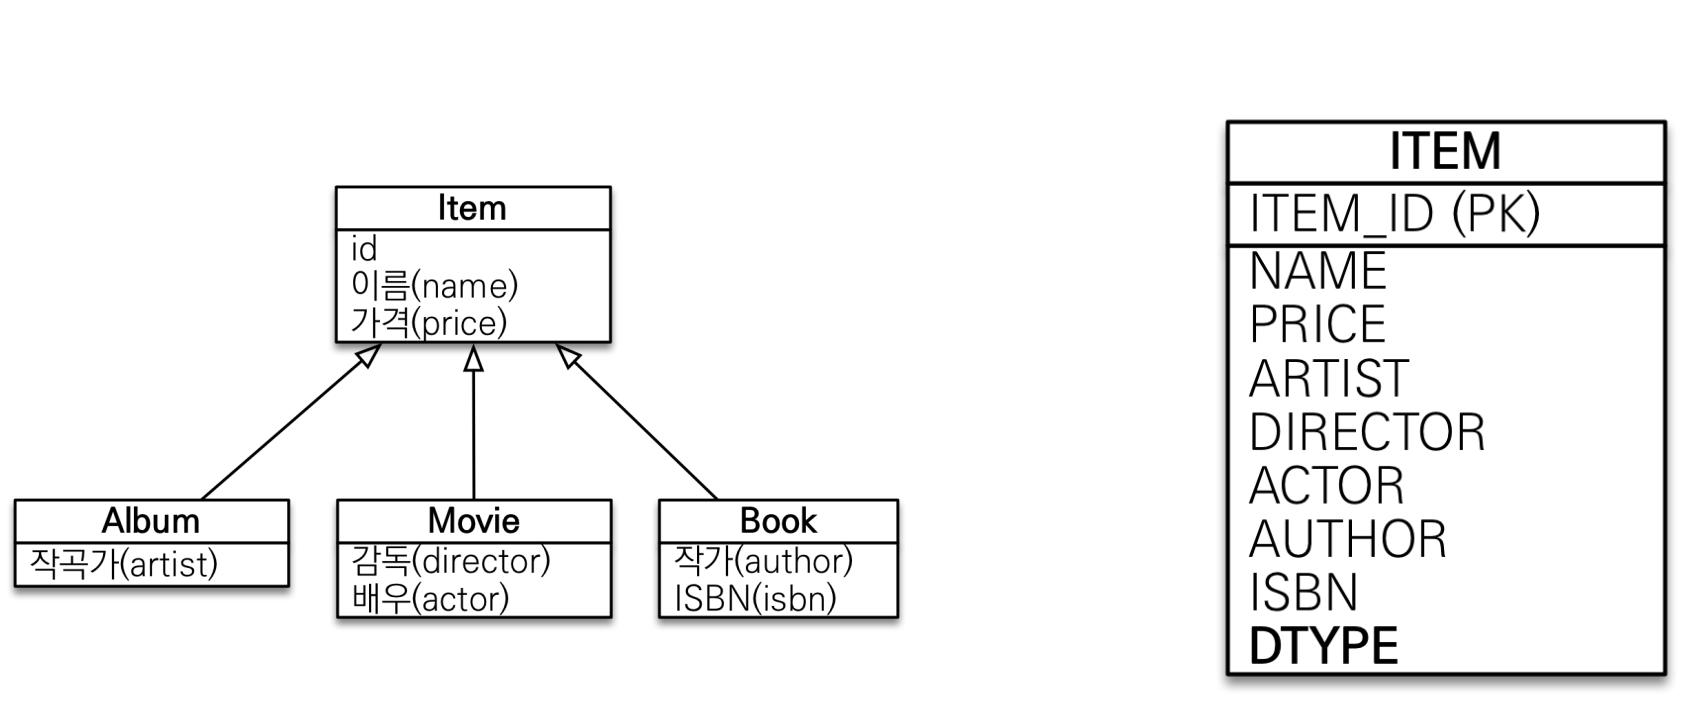 Item
id
이름(name)
가격(price)
Album
작곡가(artist)
Movie
감독(director)
배우(actor)
Book
작가(author)
ISBN(isbn)
ITEM
ITEM_ID (PK)
NAME
PRICE
ARTIST
DIRECTOR
ACTOR
AUTHOR
ISBN
DTYPE